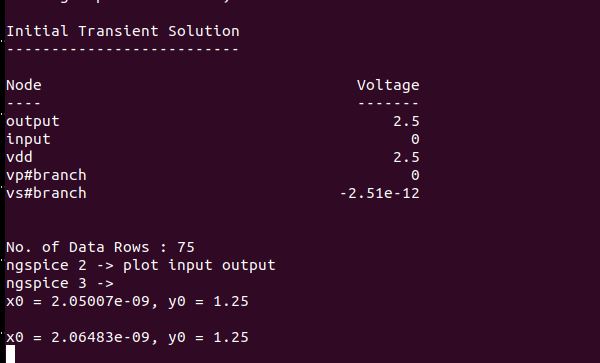 Initial Transient Solution
--------------------------
Node Voltage
---- -------
output 2.5
input 0
vdd 2.5
vp#branch 0
vs#branch -2.51e-12
No. of Data Rows : 75
ngspice 2 -> plot input output
ngspice 3 ->
x0 = 2.05007e-09, y0 = 1.25
x0 = 2.06483e-09, y0 = 1.25